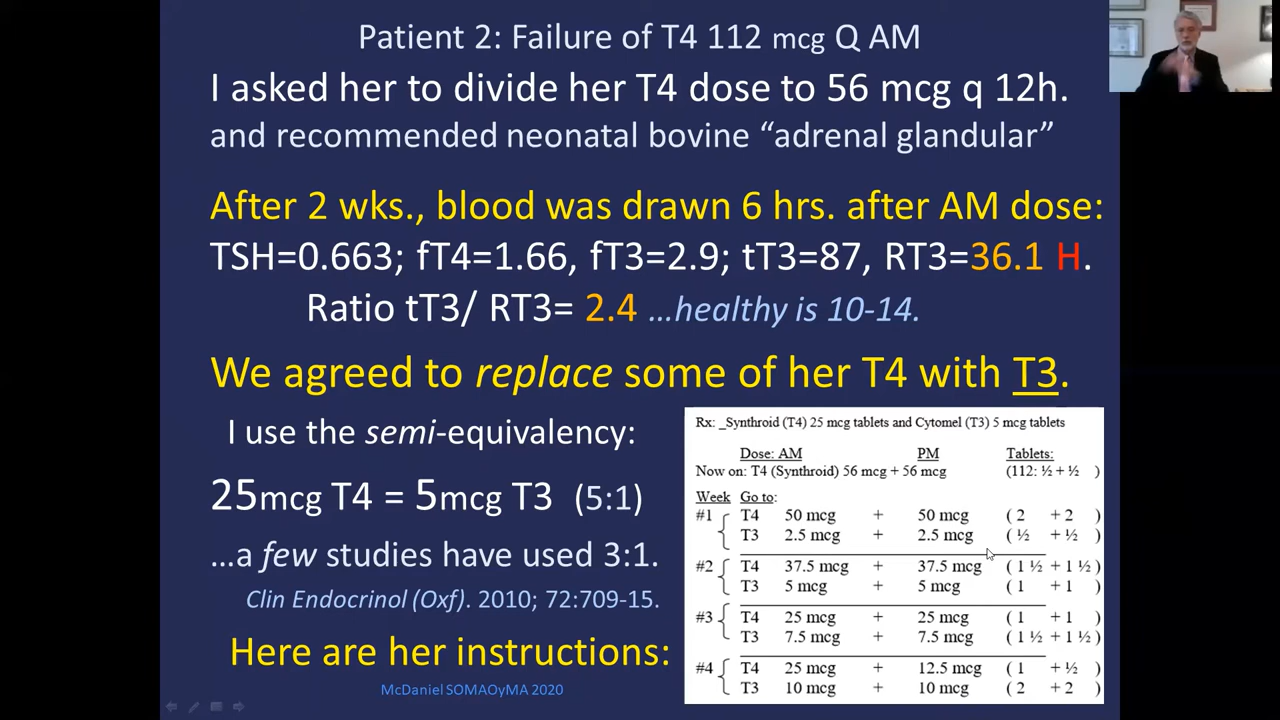 Patient 2: Failure of T4 112 mcg Q AM
I asked her to divide her T4 dose to 56 mcg q 12h.
and recommended neonatal bovine “adrenal glandular”
After 2 wks., blood was drawn 6 hrs. after AM dose:
TSH=0.663; fT4=1.66, fT3=2.9; tT3=87, RT3=36.1 H.
Ratio tT3/ RT3= 2.4 …healthy is 10-14.
We agreed to replace some of her T4 with T3.
I use the semi-equivalency:
25mcg T4 = 5mcg T3 (5:1)
…a few studies have used 3:1.
Clin Endocrinol (Oxf). 2010; 72:709-15.
Here are her instructions:
McDaniel SOMAOyMA 2020
Rx: _Synthroid (T4) 25 mcg tablets and Cytomel (T3) 5 mcg tablets
Dose: AM PM Tablets:
Now on: T4 (Synthroid) 56 mcg + 56 mcg (112: ½ + ½ )
Week Go to:
#1 T4 50 mcg + 50 mcg ( 2 + 2 )
T3 2.5 mcg + 2.5 mcg ( ½ + ½ )
#2 T4 37.5 mcg + 37.5 mcg ( 1 ½ + 1 ½ )
T3 5 mcg + 5 mcg ( 1 + 1 )
#3 T4 25 mcg + 25 mcg ( 1 + 1 )
T3 7.5 mcg + 7.5 mcg ( 1 ½ + 1 ½ )
#4 T4 25 mcg + 12.5 mcg ( 1 + ½ )
T3 10 mcg + 10 mcg ( 2 + 2 )